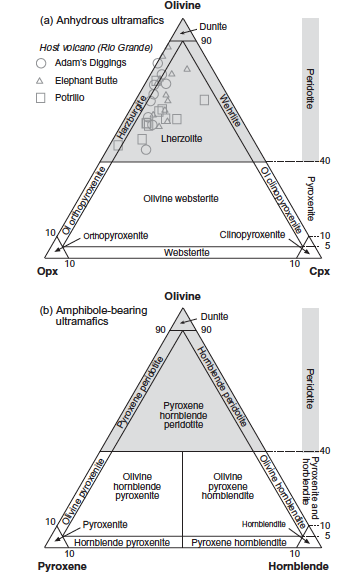 Olivine
(a) Anhydrous ultramafics
Dunite
90
Host volcano (Rio Grande)
Adam's Diggings
Elephant Butte
Potrillo
Harzburgite
Wehrlite
Peridotite
Lherzolite
40
Ol orthopyroxenite
Ol clinopyroxenite
Pyroxenite
Olivine websterite
10
Orthopyroxenite
Clinopyroxenite
10
5
Websterite
Opx
10
10
Cpx
Olivine
(b) Amphibole-bearing
ultramafics
Dunite
90
90
Pyroxene peridotite
Hornblende peridotite
Peridotite
Pyroxene
hornblende
peridotite
40
Olivine pyroxenite
Olivine hornblendite
Pyroxenite and
hornblendite
Olivine
hornblende
pyroxenite
Olivine
pyroxene
hornblendite
10
Pyroxenite
Hornblendite
10
5
Hornblende pyroxenite
Pyroxene hornblendite
10
10
Pyroxene
Hornblende